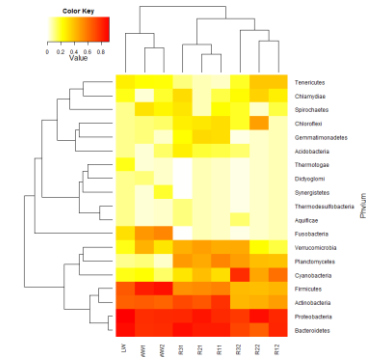 Color Key
0 0.2 0.4 0.6 0.8
Value
Tenericutes
Chlamydiae
Spirochaetes
Chloroflexi
Gemmatimonadetes
Acidobacteria
Thermotogae
Dictyoglomi
Synergistetes
Thermodesulfobacteria
Aquificae
Fusobacteria
Verrucomicrobia
Planctomycetes
Cyanobacteria
Firmicutes
Actinobacteria
Proteobacteria
Bacteroidetes
Phylum
LW WW1 WW2 R31 R21 R11 R32 R22 R12